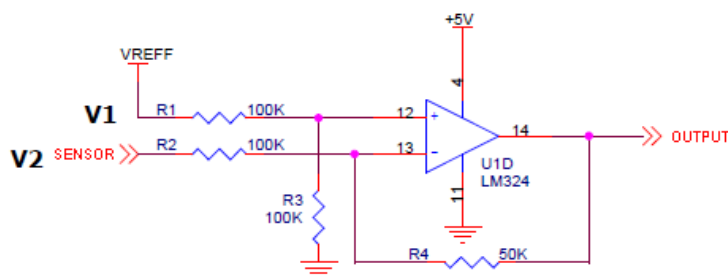 +5V
VREFF
V1 R1 100K 12 + 4 14 OUTPUT
V2 SENSOR R2 100K 13 - U1D
11 LM324
R3
100K
R4 50K